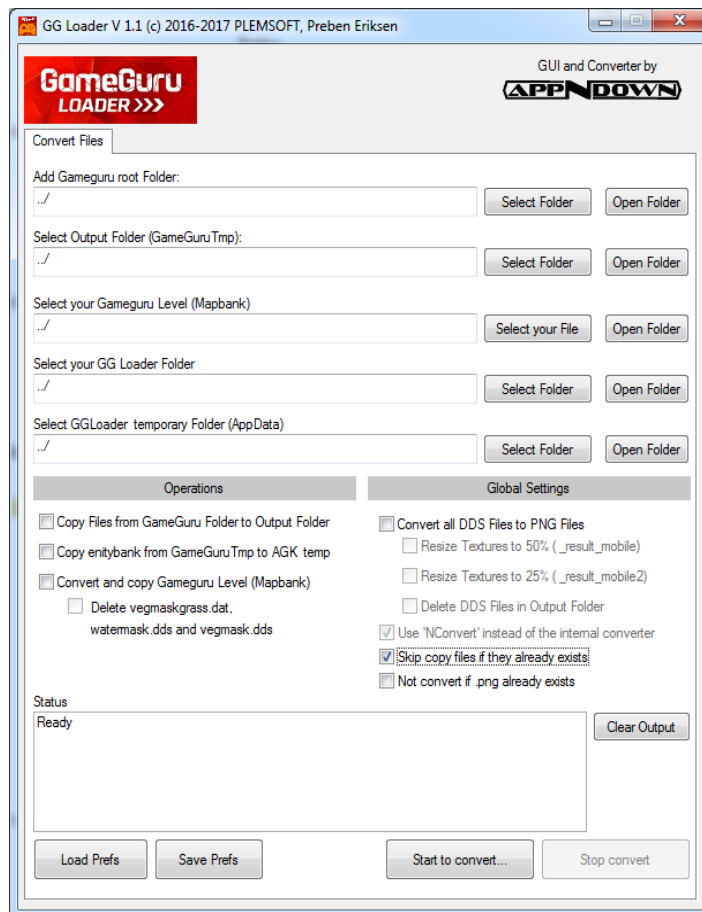 GG Loader V 1.1 (c) 2016-2017 PLEMSOFT, Preben Eriksen
GameGuru
LOADER >>>
GUI and Converter by
APPNDOWN
Convert Files
Add Gameguru root Folder:
../
Select Folder
Open Folder
Select Output Folder (GameGuruTmp):
../
Select Folder
Open Folder
Select your Gameguru Level (Mapbank)
../
Select your File
Open Folder
Select your GG Loader Folder
../
Select Folder
Open Folder
Select GGLoader temporary Folder (AppData)
../
Select Folder
Open Folder
Operations
Copy Files from GameGuru Folder to Output Folder
Copy enitybank from GameGuruTmp to AGK temp
Convert and copy Gameguru Level (Mapbank)
Delete vegmaskgrass.dat,
watermask.dds and vegmask.dds
Global Settings
Convert all DDS Files to PNG Files
Resize Textures to 50% (_result_mobile)
Resize Textures to 25% (_result_mobile2)
Delete DDS Files in Output Folder
Use 'NConvert' instead of the internal converter
Skip copy files if they already exists
Not convert if .png already exists
Status
Ready
Clear Output
Load Prefs
Save Prefs
Start to convert...
Stop convert